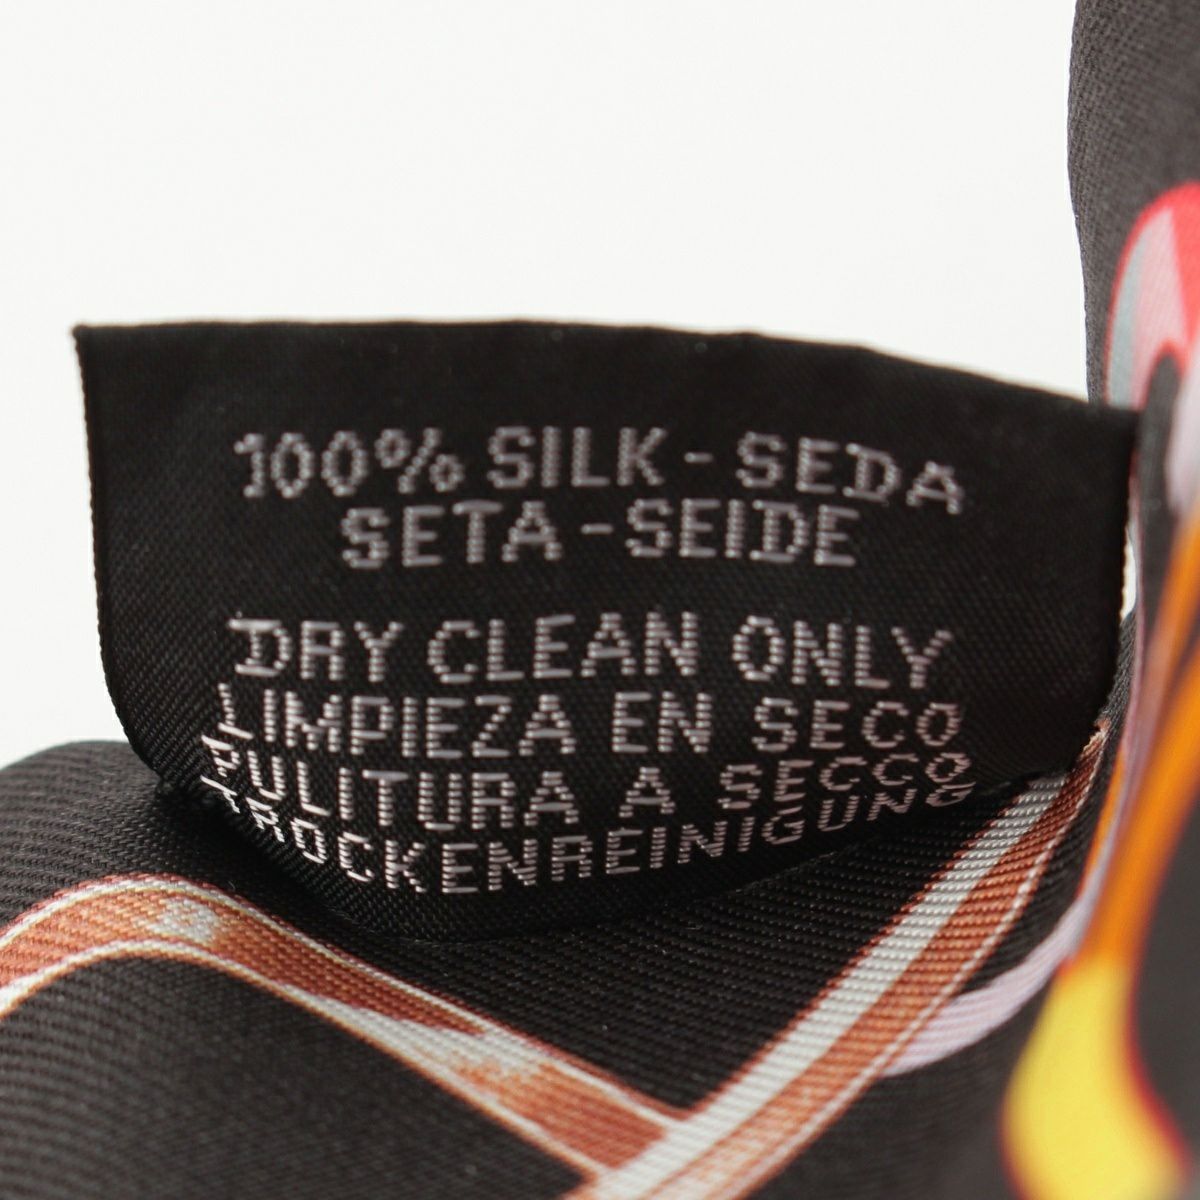 100% SILK - SEDA
SETA - SEIDE
DRY CLEAN ONLY
LIMPIEZA EN SECO
PULITURA A SECCO
TROCKENREINIGUNG